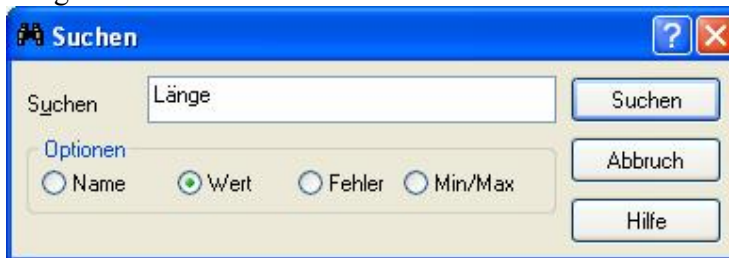 Suchen
Suchen Länge Suchen
Optionen
Name Wert Fehler Min/Max
Abbruch
Hilfe